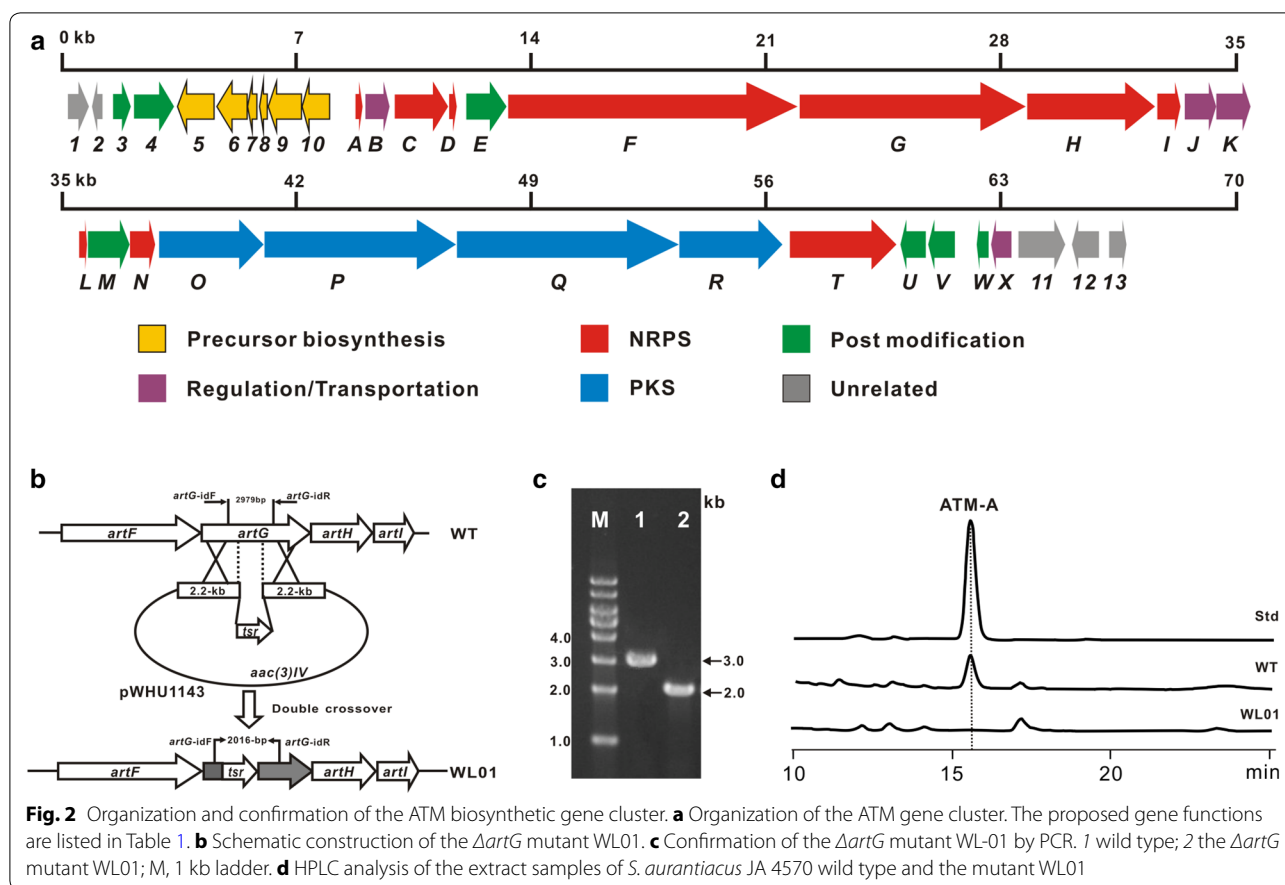 a
0 kb 7 14 21 28 35
1 2 3 4 5 6 7 8 9 10 A B C D E F G H I J K
35 kb 42 49 56 63 70
L M N O P Q R T U V W X 11 12 13
Precursor biosynthesis
NRPS
Post modification
Regulation/Transportation
PKS
Unrelated
b
artG-idF 2979bp artG-idR
artF artG artH artI WT
2.2-kb 2.2-kb
tsr
aac(3)IV
pWHU1143
Double crossover
artG-idF 2016-bp artG-idR
artF tsr artH artI WL01
c
kb
M 1 2
4.0
3.0 3.0
2.0 2.0
1.0
d
ATM-A
Std
WT
WL01
10 15 20 min
Fig. 2 Organization and confirmation of the ATM biosynthetic gene cluster. a Organization of the ATM gene cluster. The proposed gene functions
are listed in Table 1. b Schematic construction of the ΔartG mutant WL01. c Confirmation of the ΔartG mutant WL-01 by PCR. 1 wild type; 2 the ΔartG
mutant WL01; M, 1 kb ladder. d HPLC analysis of the extract samples of S. aurantiacus JA 4570 wild type and the mutant WL01